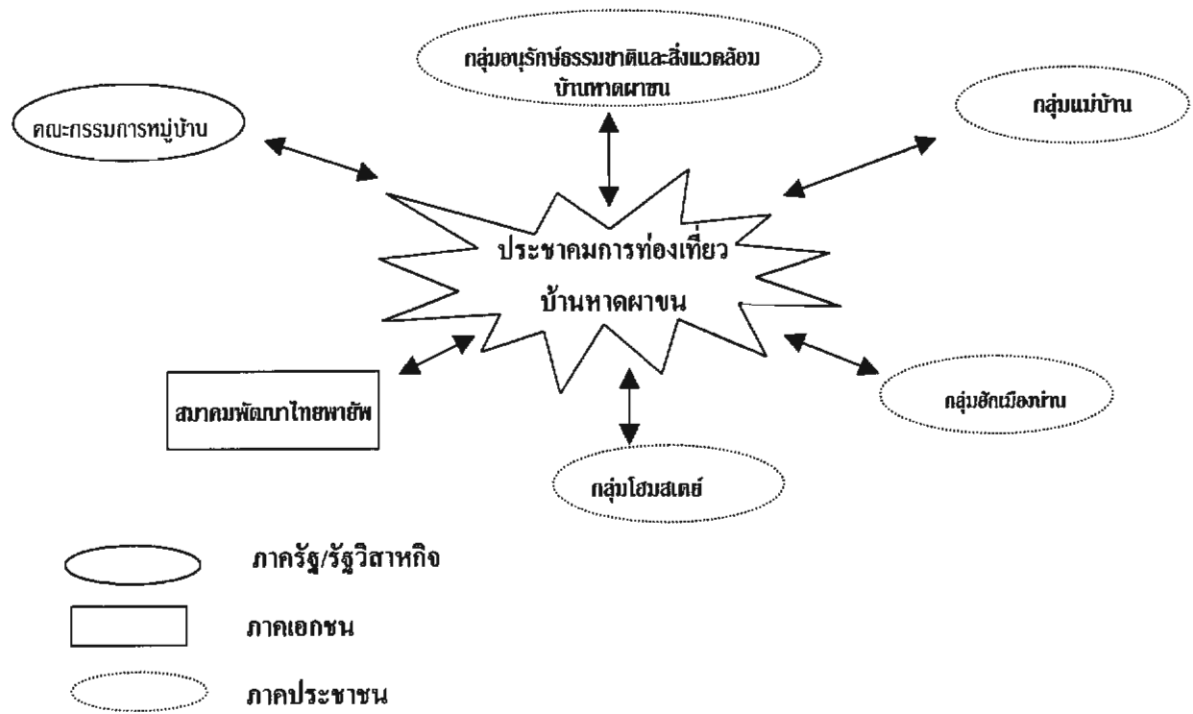 กลุ่มอนุรักษ์ธรรมชาติและสิ่งแวดล้อม
บ้านหาดผาขน
คณะกรรมการหมู่บ้าน
กลุ่มแม่บ้าน
ประชาคมการท่องเที่ยว
บ้านหาดผาขน
สมาคมพัฒนาไทยพายัพ
กลุ่มฮักเมืองน่าน
กลุ่มโฮมสเตย์
ภาครัฐ/รัฐวิสาหกิจ
ภาคเอกชน
ภาคประชาชน